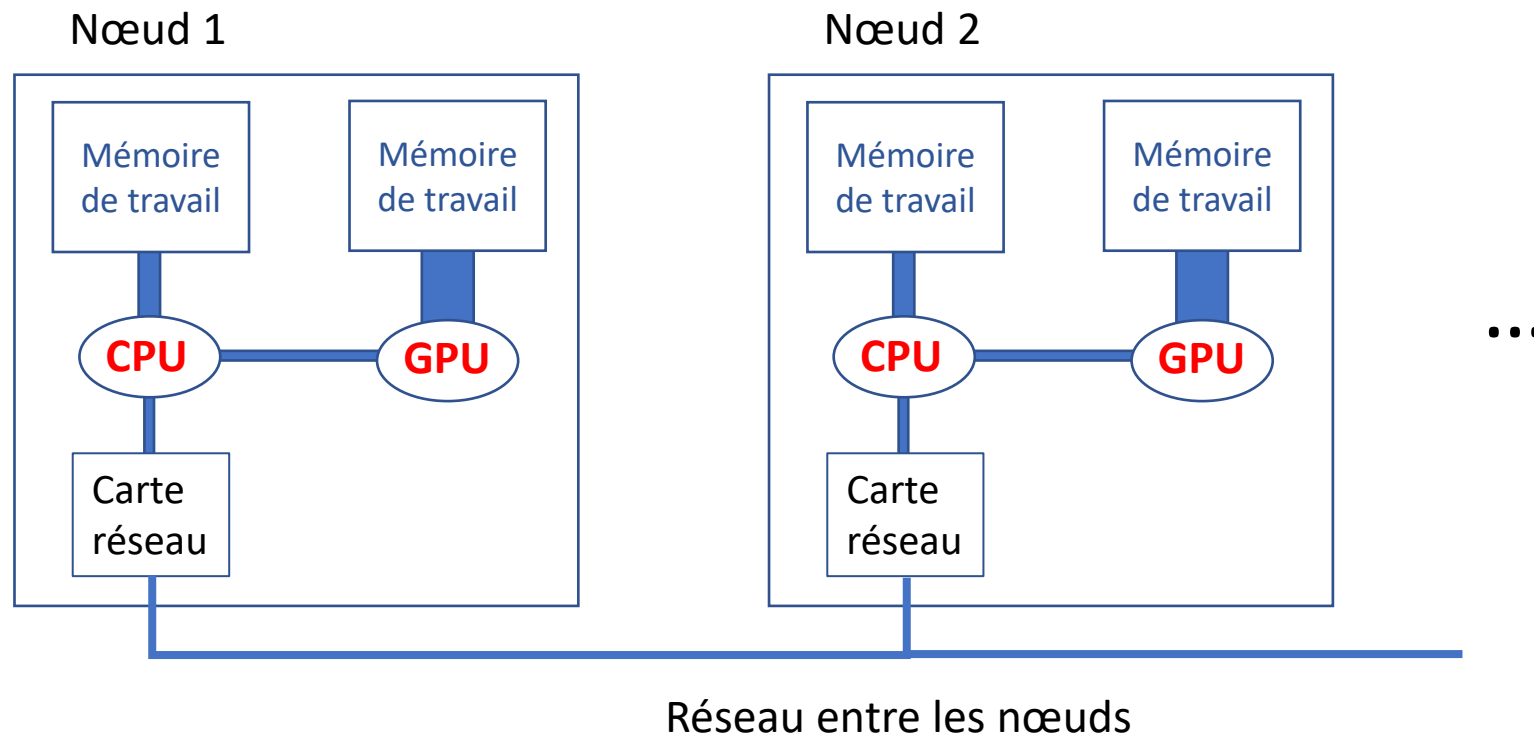 Nœud 1
Nœud 2
Mémoire
de travail
Mémoire
de travail
Mémoire
de travail
Mémoire
de travail
...
CPU
GPU
CPU
GPU
Carte
réseau
Carte
réseau
Réseau entre les nœuds